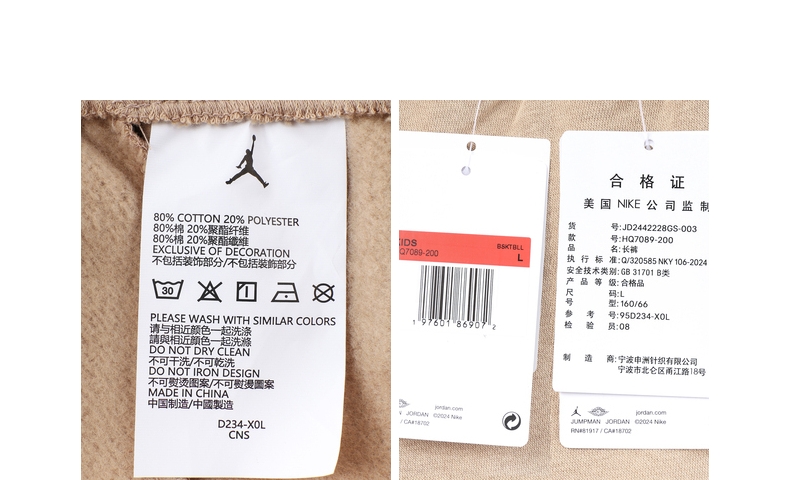 80% COTTON 20% POLYESTER
80%棉 20%聚酯纤维
80%棉 20%聚酯纖維
EXCLUSIVE OF DECORATION
不包括装饰部分/不包括裝飾部分
30
PLEASE WASH WITH SIMILAR COLORS
请与相近颜色一起洗涤
請與相近顏色一起洗滌
DO NOT DRY CLEAN
不可干洗/不可乾洗
DO NOT IRON DESIGN
不可熨烫图案/不可熨燙圖案
MADE IN CHINA
中国制造/中國製造
D234-X0L
CNS
KIDS
BSKTBLL
Q7089-200
L
1 97601 86907 2
jordan.com
JORDAN ©2024 Nike
/ CA#18702
合格证
美国 NIKE 公司监制
货号:JD2442228GS-003
款号:HQ7089-200
品名:长裤
执行标准:Q/320585 NKY 106-2024
安全技术类别:GB 31701 B类
产品等级:合格品
尺码:L
号型:160/66
参考号:95D234-X0L
检验员:08
制造商:宁波申洲针织有限公司
宁波市北仑区甬江路18号
jordan.com
JUMPMAN JORDAN ©2024 Nike
RN#81917 / CA#18702